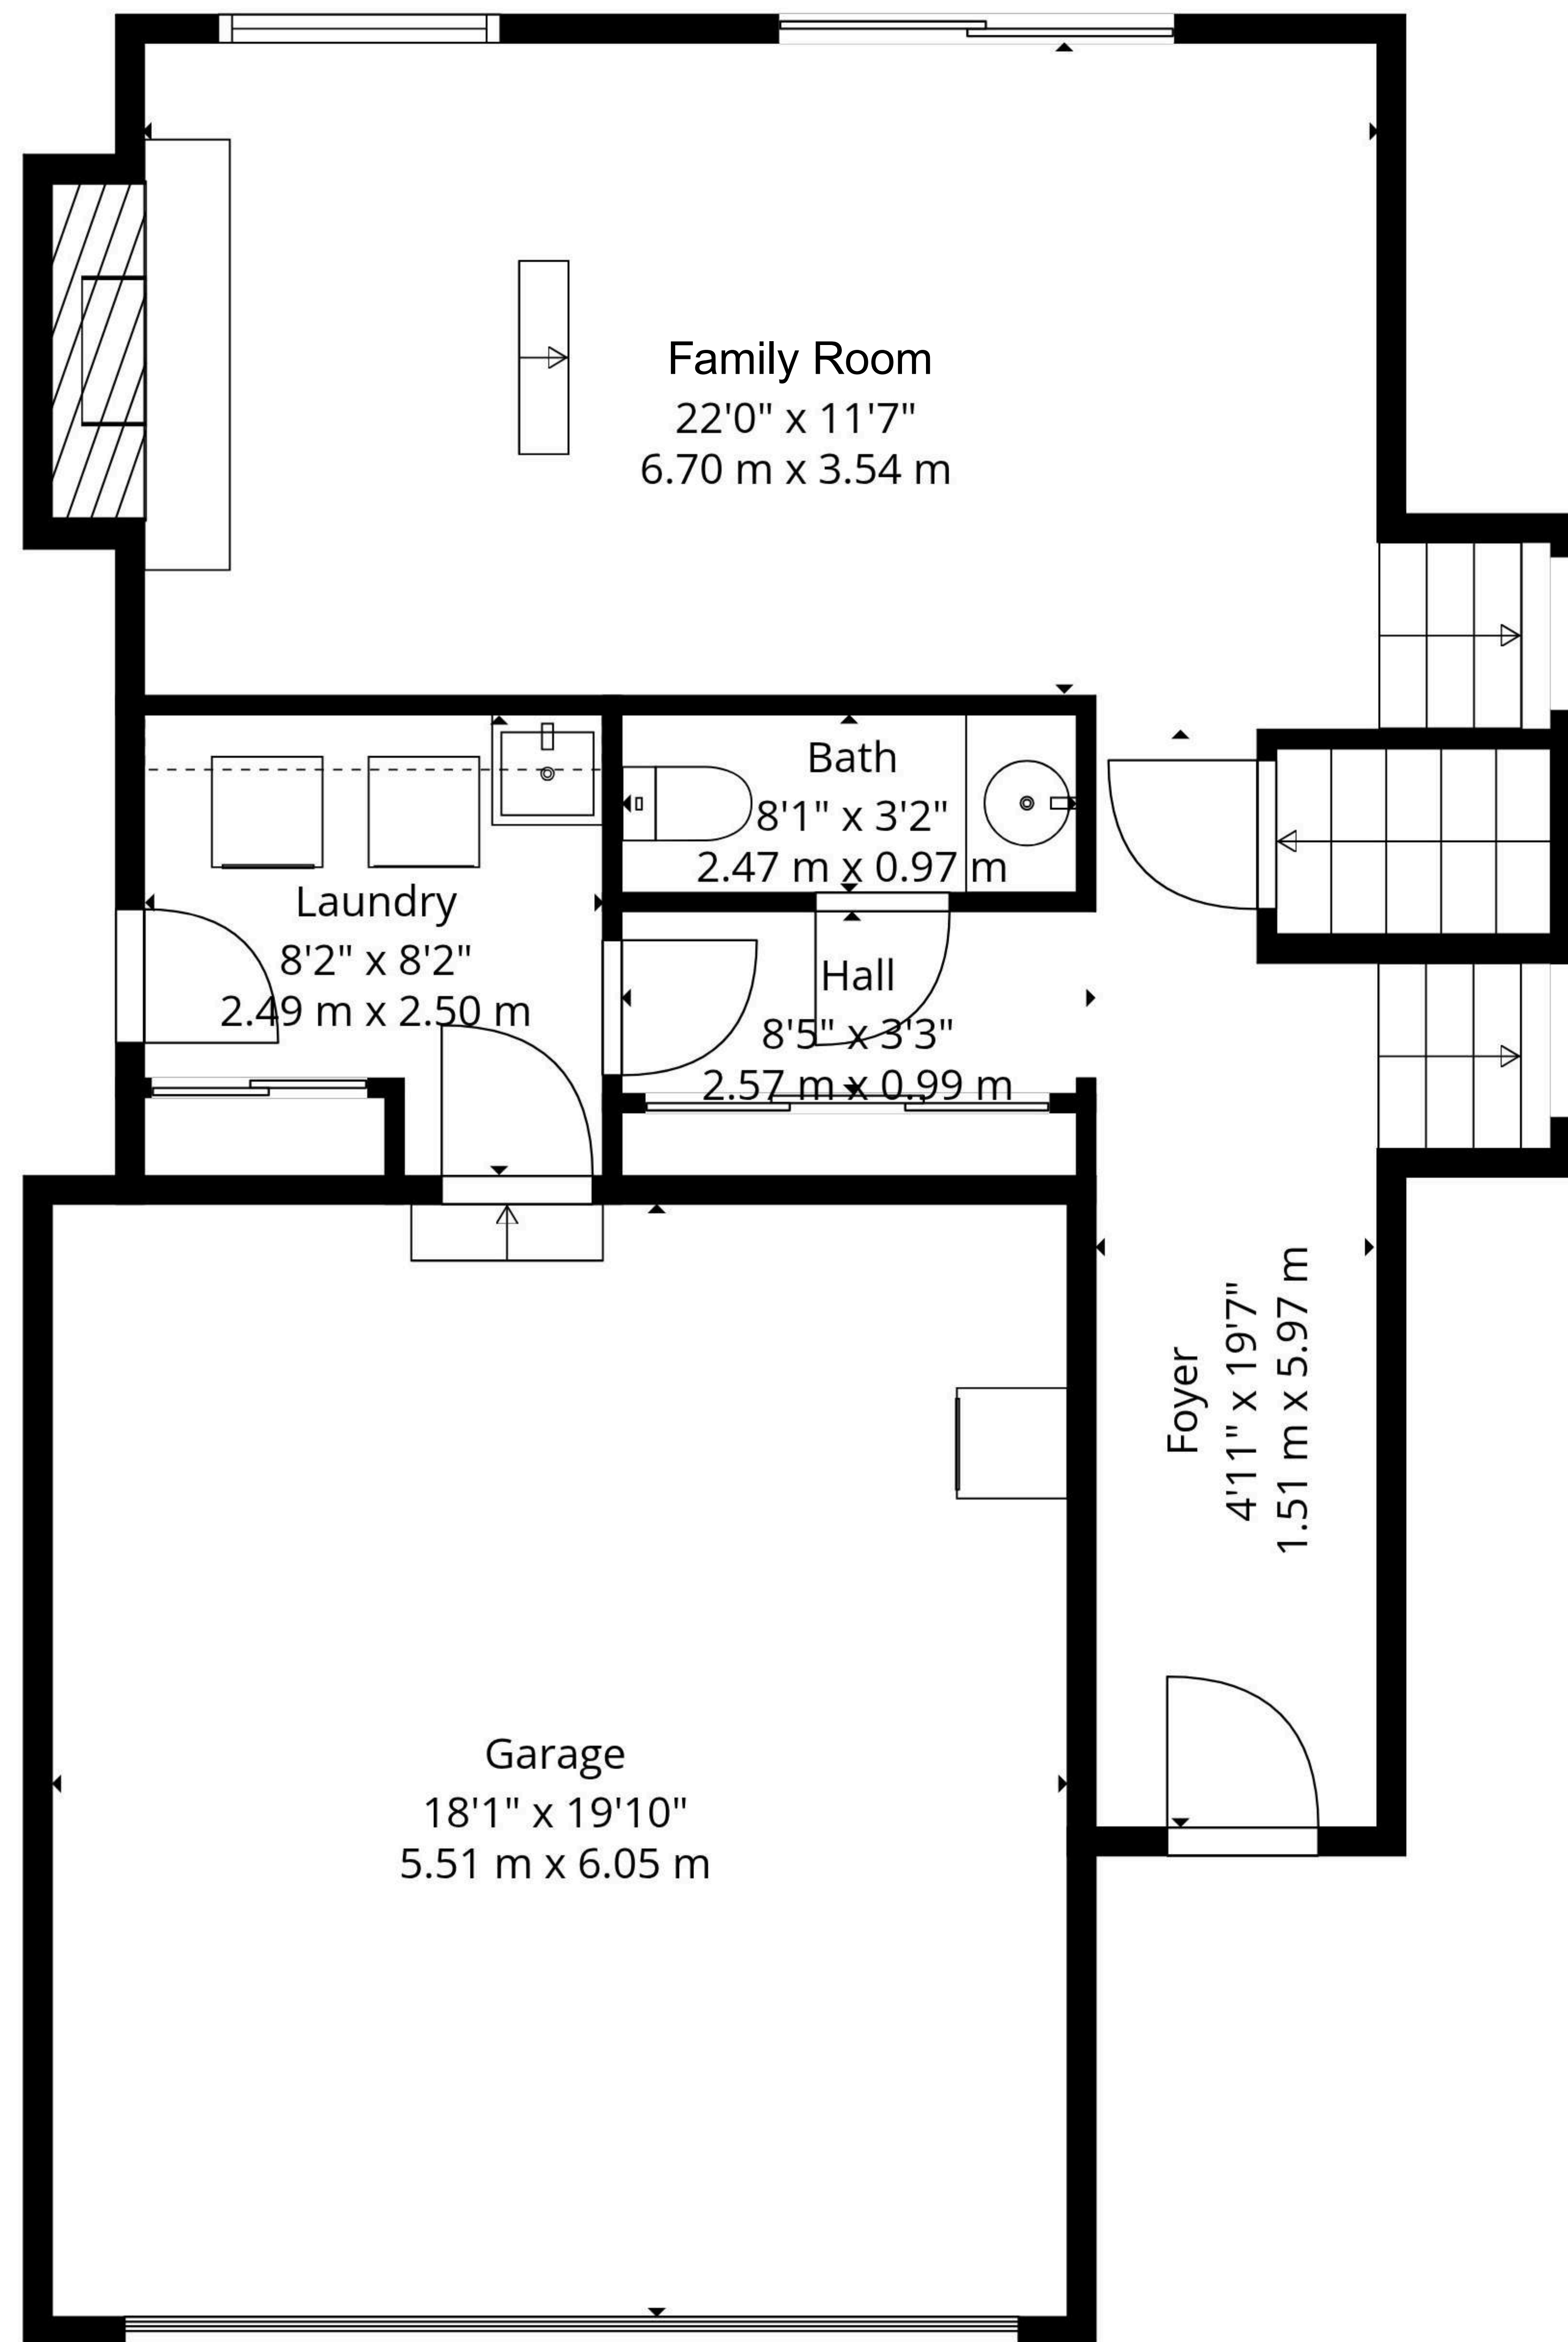 Family Room
22'0" x 11'7"
6.70 m x 3.54 m
Bath
8'1" x 3'2"
2.47 m x 0.97 m
Laundry
8'2" x 8'2"
2.49 m x 2.50 m
Hall
8'5" x 3'3"
2.57 m x 0.99 m
Foyer
4'11" x 19'7"
1.51 m x 5.97 m
Garage
18'1" x 19'10"
5.51 m x 6.05 m